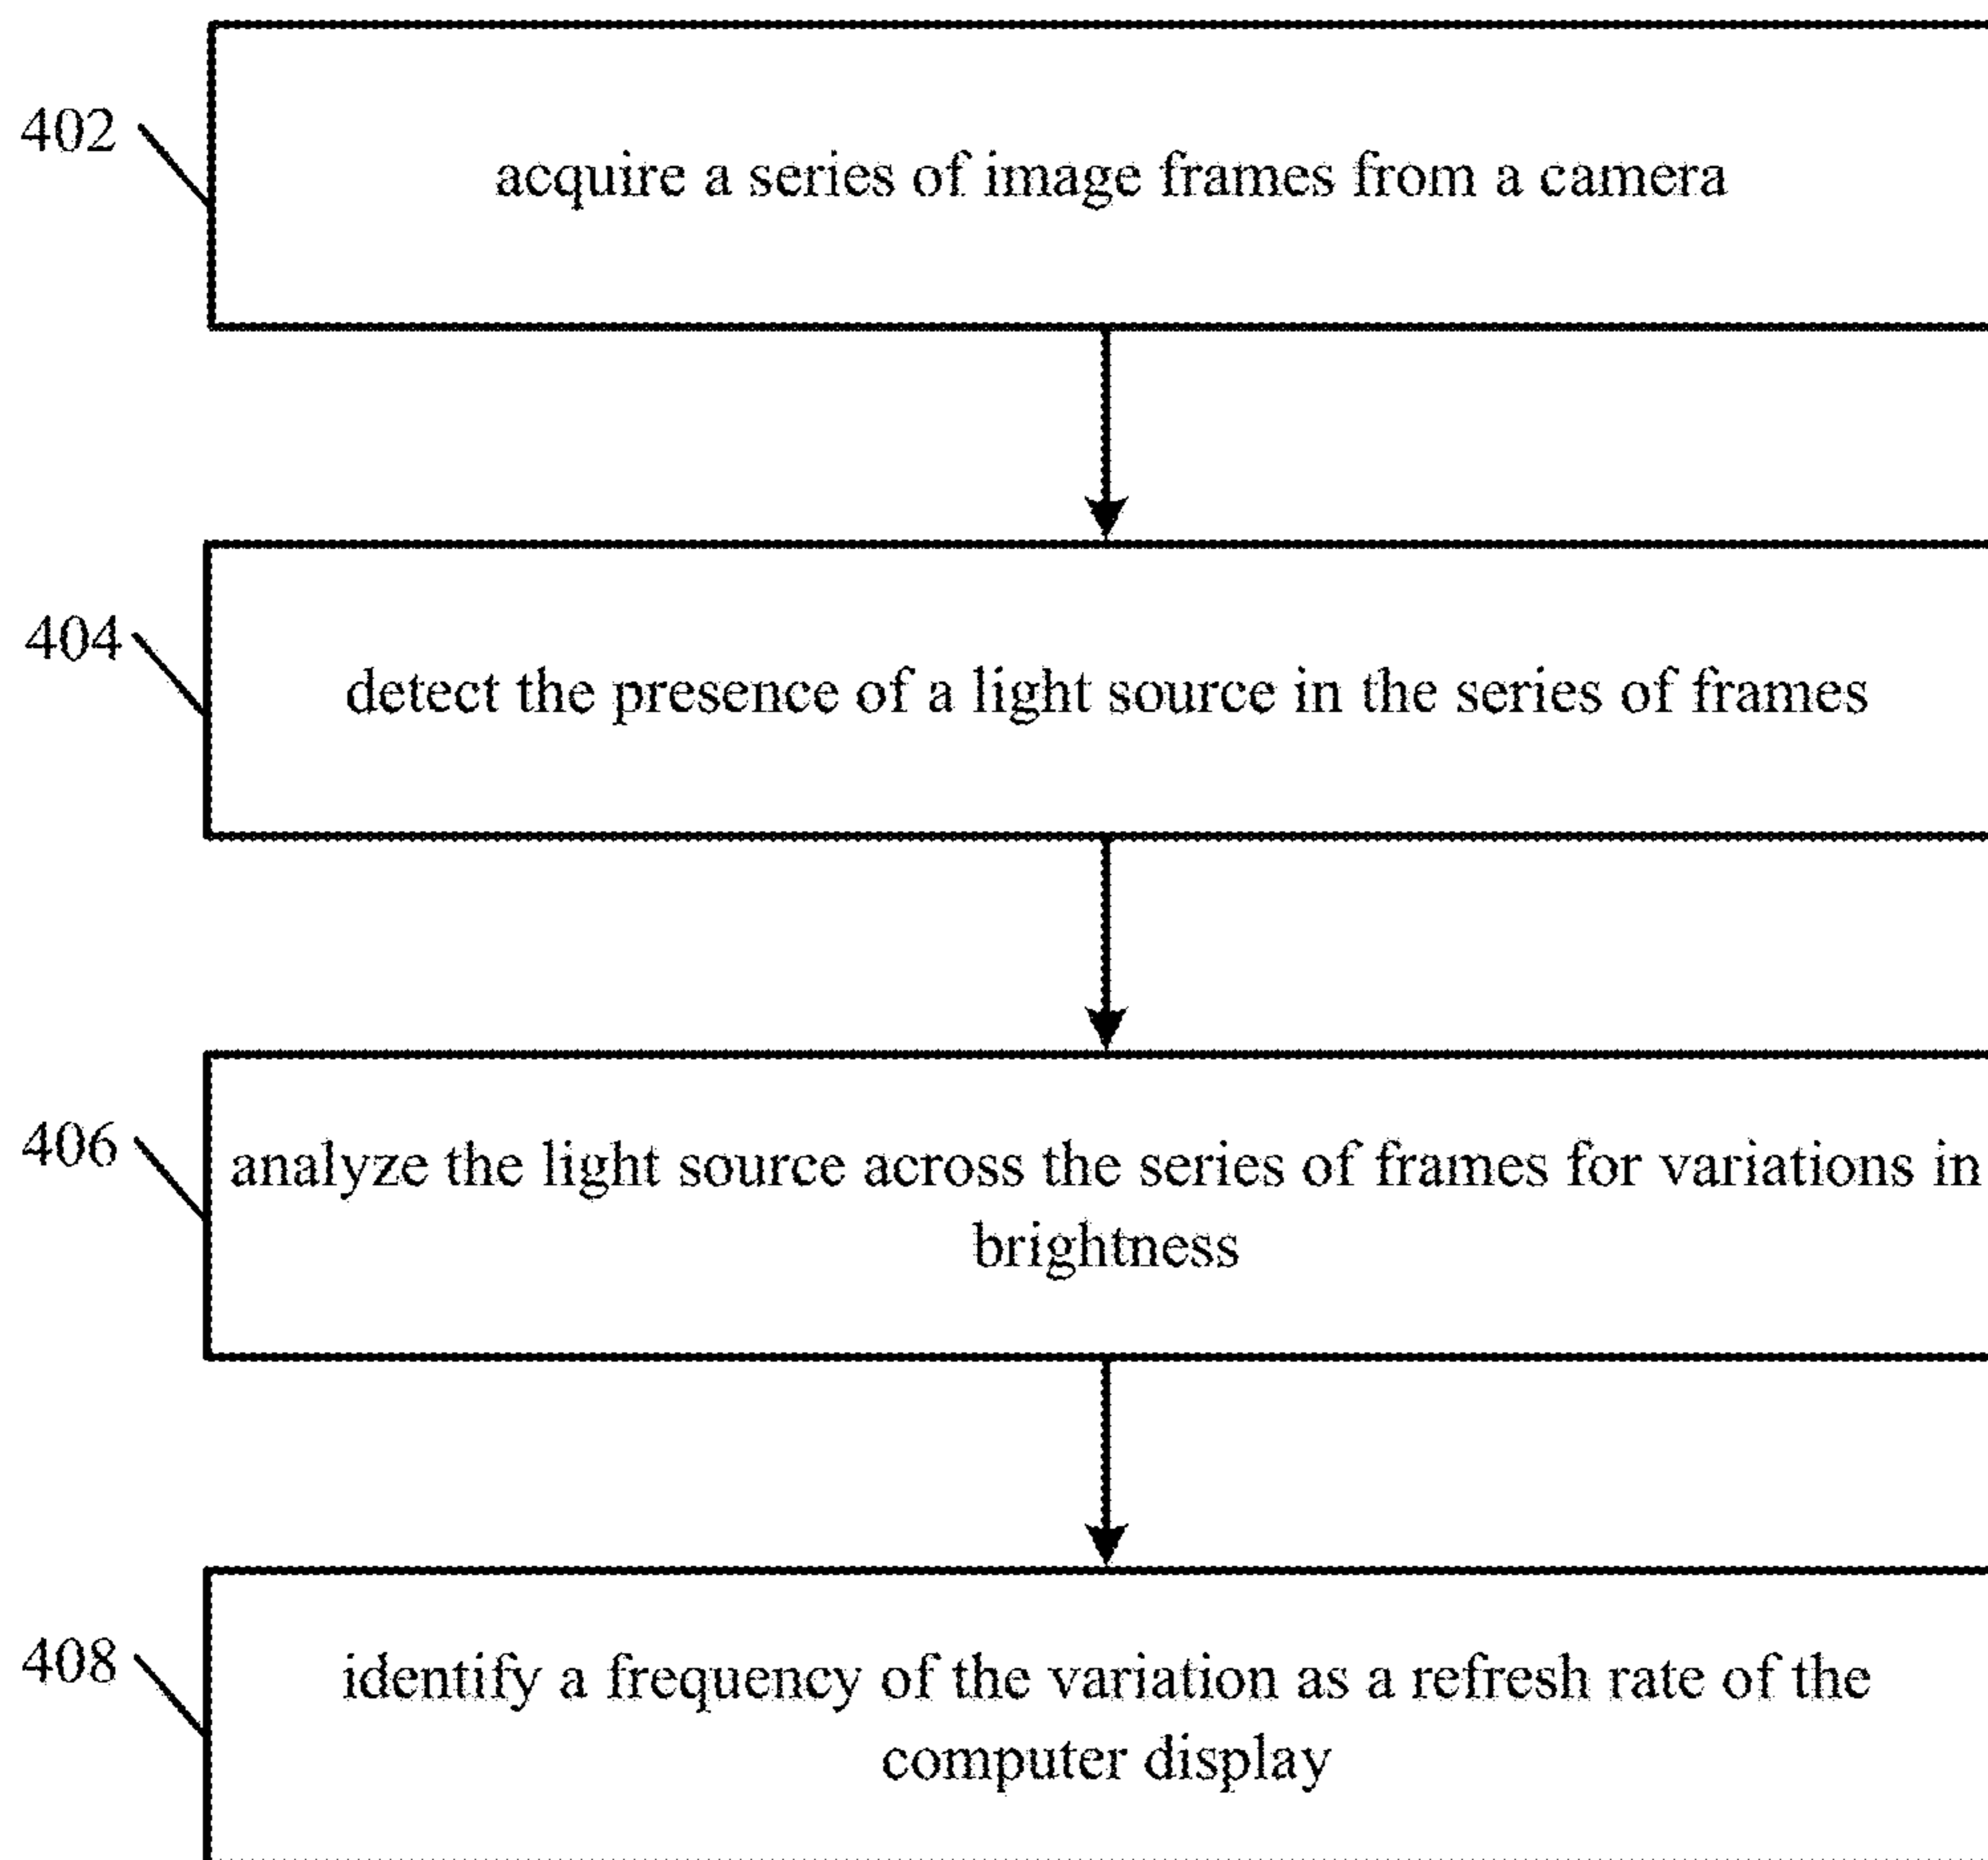 402
acquire a series of image frames from a camera
404
detect the presence of a light source in the series of frames
406
analyze the light source across the series of frames for variations in
brightness
408
identify a frequency of the variation as a refresh rate of the
computer display